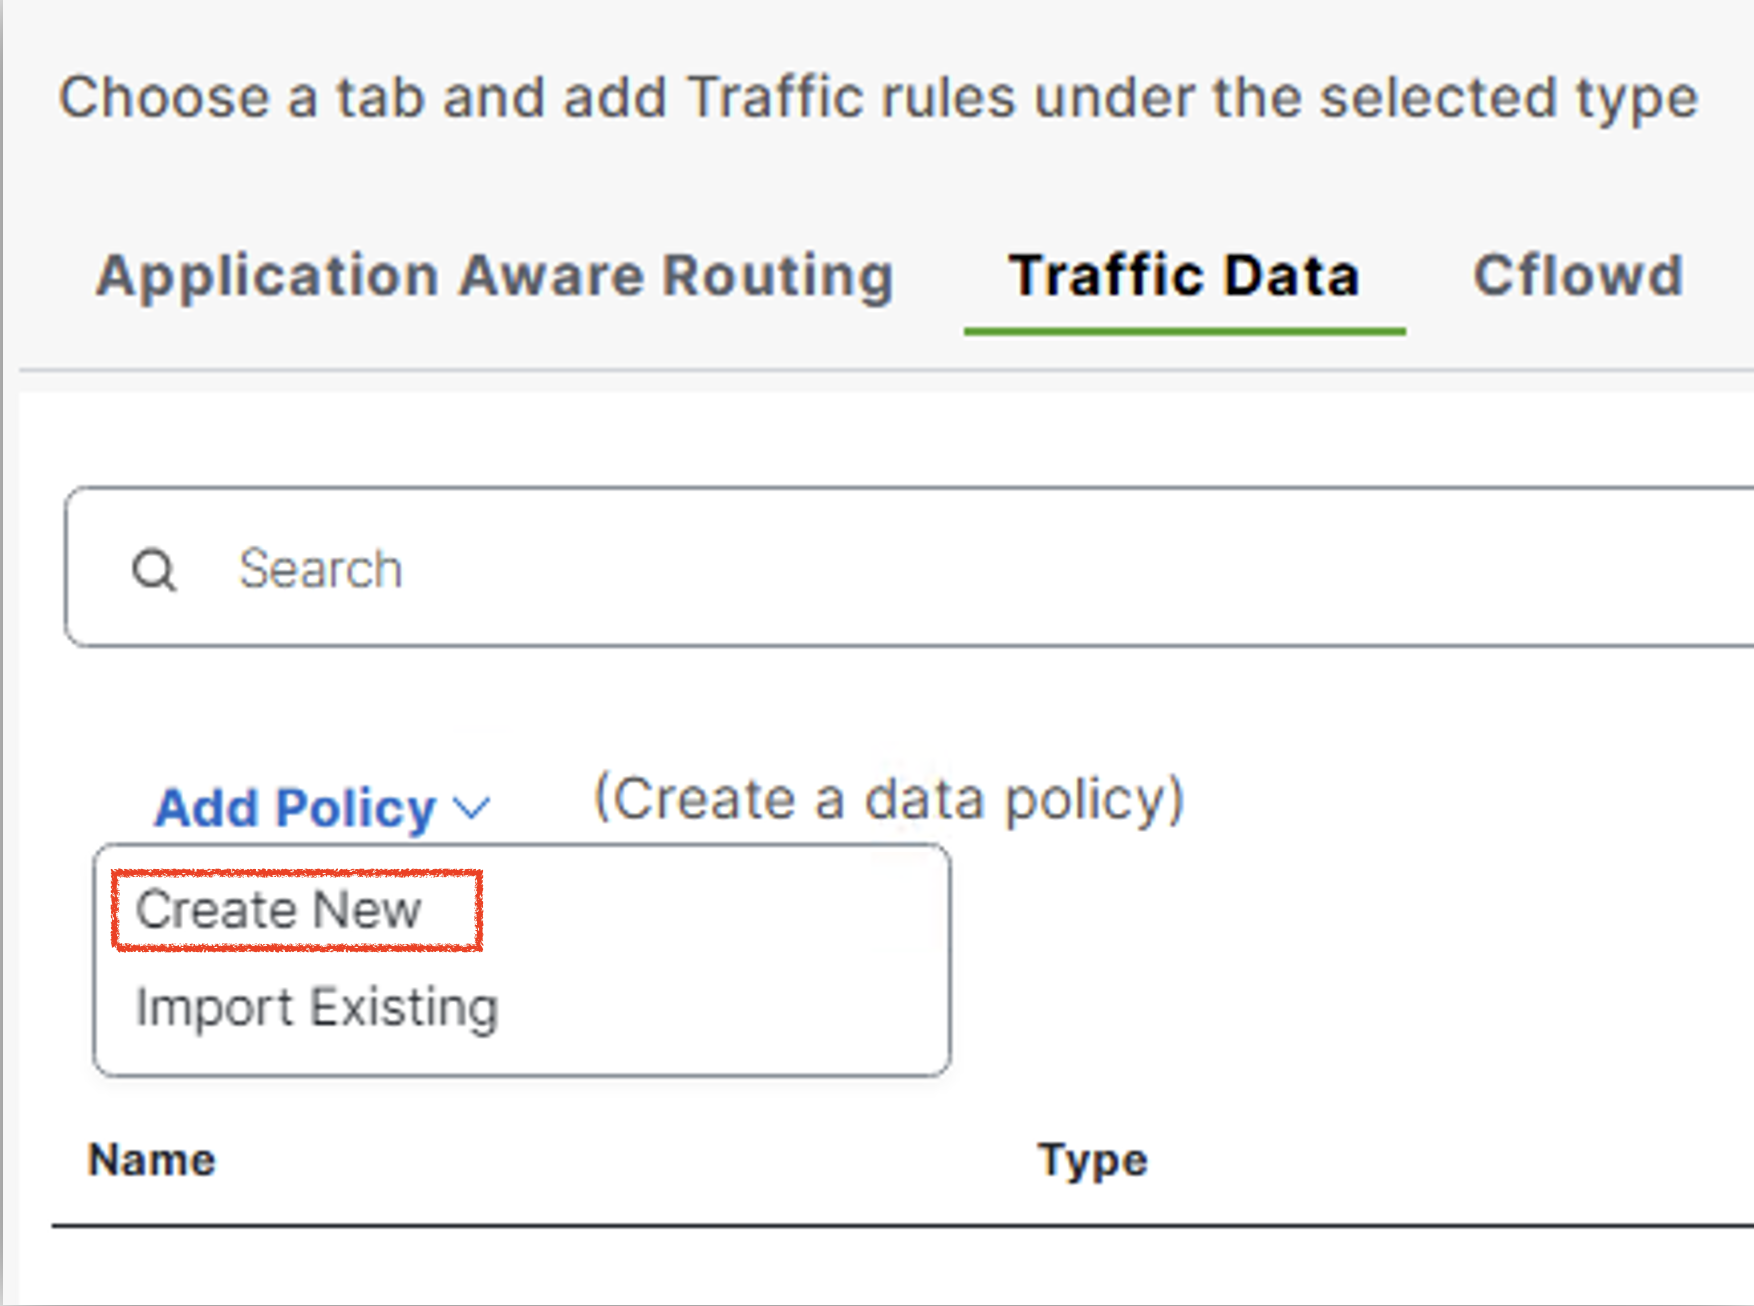 Choose a tab and add Traffic rules under the selected type
Application Aware Routing Traffic Data Cflowd
Search
Add Policy (Create a data policy)
Create New
Import Existing
Name Type